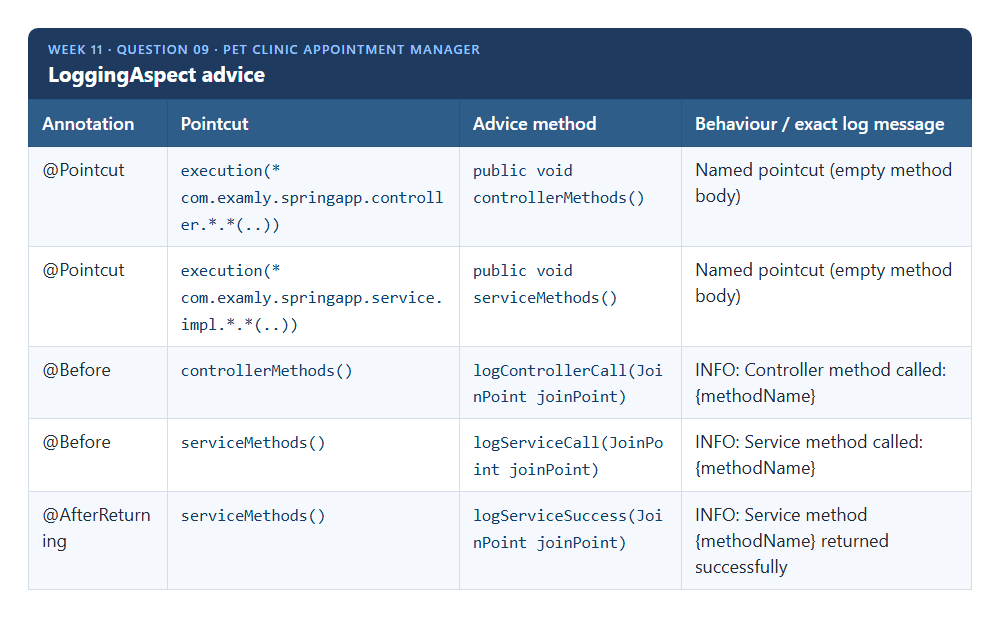 WEEK 11 · QUESTION 09 · PET CLINIC APPOINTMENT MANAGER
LoggingAspect advice
Annotation Pointcut Advice method Behaviour / exact log message
@Pointcut
execution(*
com.examly.springapp.controll
er.*.*(..))
public void
controllerMethods()
Named pointcut (empty method
body)
@Pointcut
execution(*
com.examly.springapp.service.
impl.*.*(..))
public void
serviceMethods()
Named pointcut (empty method
body)
@Before
controllerMethods()
logControllerCall(Joi
nPoint joinPoint)
INFO: Controller method called:
{methodName}
@Before
serviceMethods()
logServiceCall(JoinPo
int joinPoint)
INFO: Service method called:
{methodName}
@AfterReturn
ing
serviceMethods()
logServiceSuccess(Joi
nPoint joinPoint)
INFO: Service method
{methodName} returned
successfully